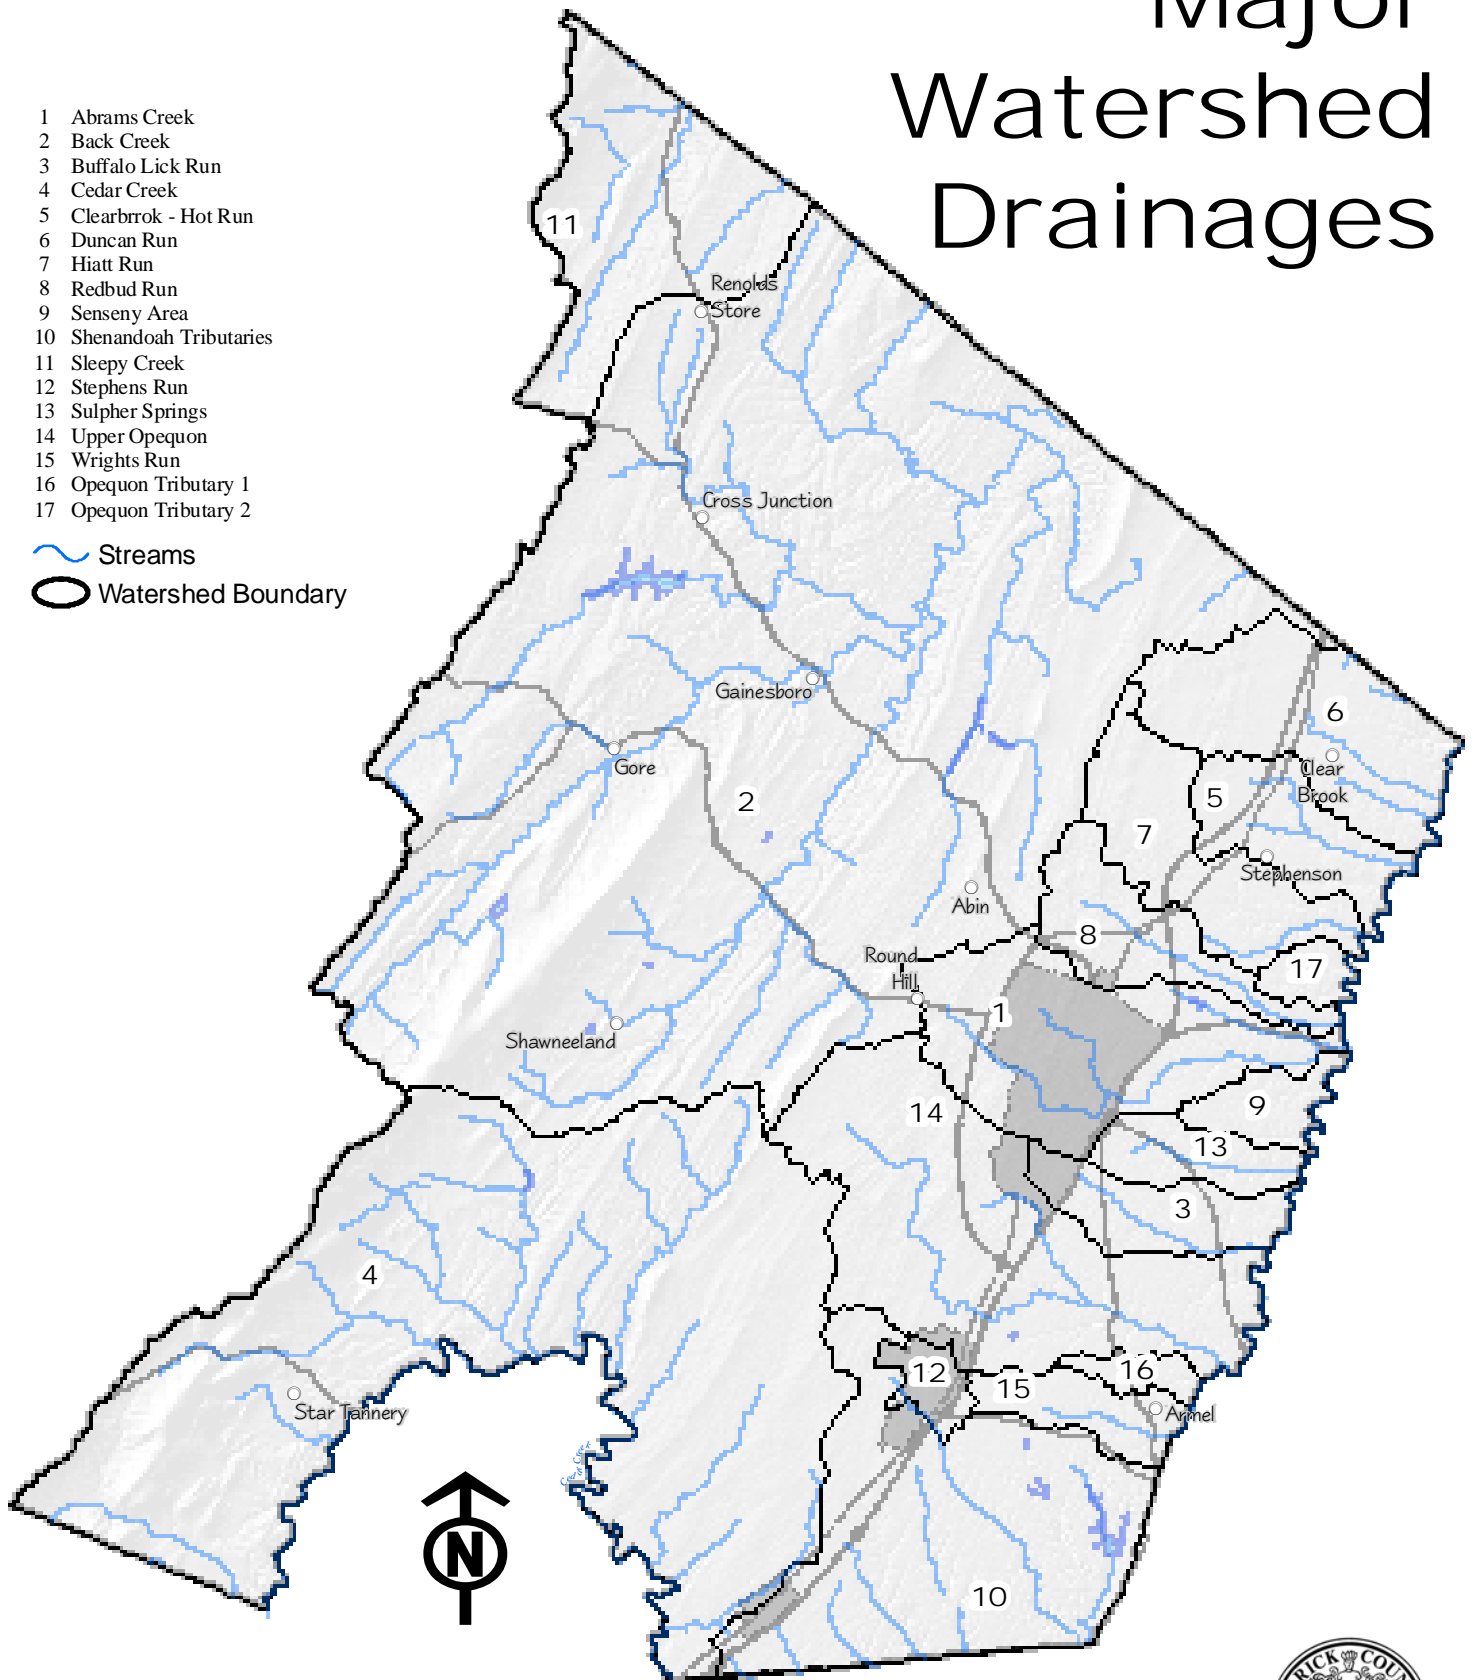 Major
Watershed
Drainages
1 Abrams Creek
2 Back Creek
3 Buffalo Lick Run
4 Cedar Creek
5 Clearbrrok - Hot Run
6 Duncan Run
7 Hiatt Run
8 Redbud Run
9 Senseny Area
10 Shenandoah Tributaries
11 Sleepy Creek
12 Stephens Run
13 Sulpher Springs
14 Upper Opequon
15 Wrights Run
16 Opequon Tributary 1
17 Opequon Tributary 2
Streams
Watershed Boundary
11
Renolds
Store
Cross Junction
Gainesboro
Gore
2
6
Clear
Brook
5
7
Stephenson
Abin
8
Round
Hill
17
1
Shawneeland
14
9
13
3
4
12
15
16
Armel
Star Tannery
N
10